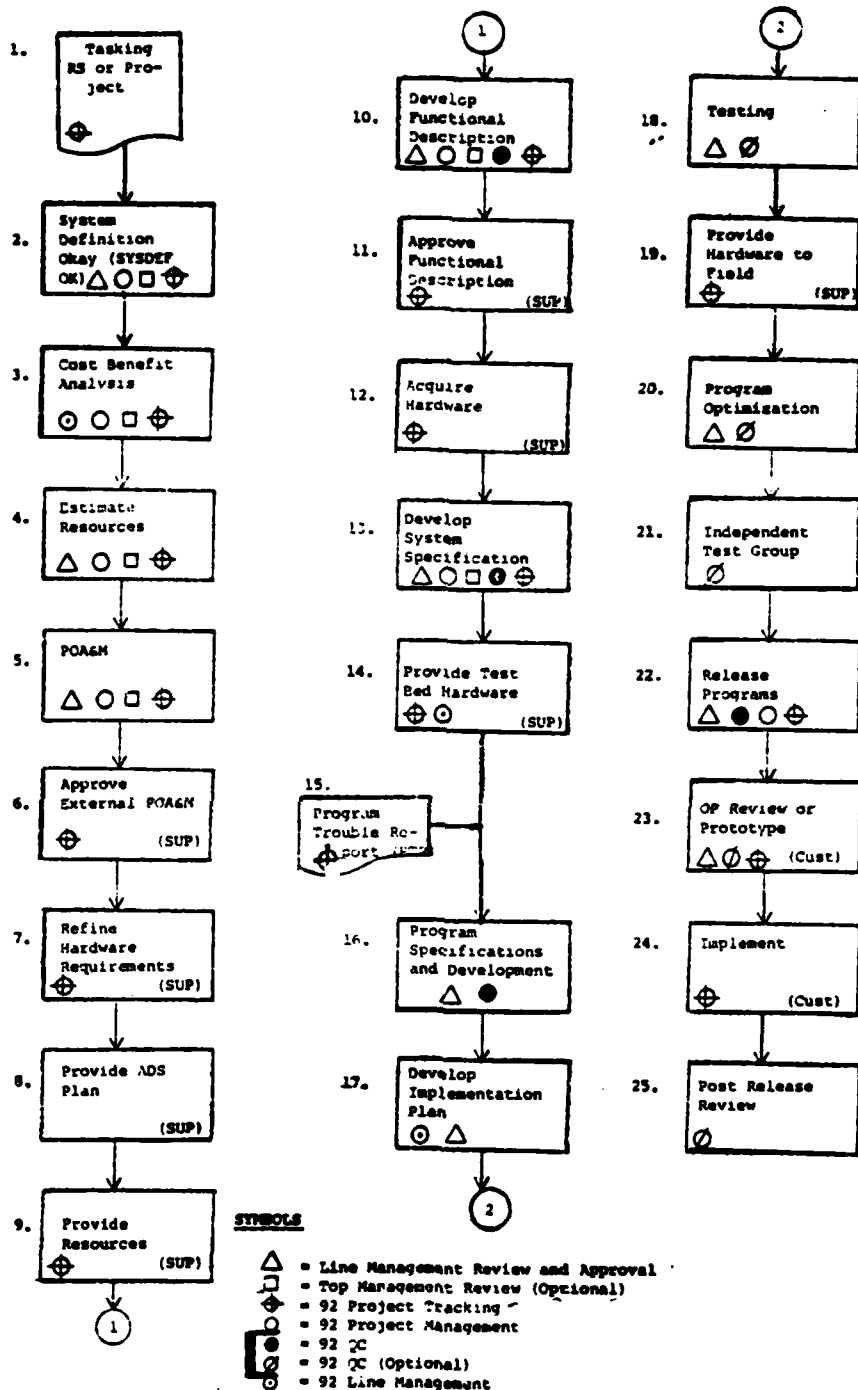 1.
Tasking
RS or Pro-
ject
2.
System
Definition
Okay (SYSDEF
OK)
3.
Cost Benefit
Analysis
4.
Estimate
Resources
5.
POA&M
6.
Approve
External POA&M
(SUP)
7.
Refine
Hardware
Requirements
(SUP)
8.
Provide ADS
Plan
(SUP)
9.
Provide
Resources
(SUP)
1
1
10.
Develop
Functional
Description
11.
Approve
Functional
Description
(SUP)
12.
Acquire
Hardware
(SUP)
13.
Develop
System
Specification
14.
Provide Test
Bed Hardware
(SUP)
15.
Program
Trouble Re-
port
16.
Program
Specifications
and Development
17.
Develop
Implementation
Plan
2
2
18.
Testing
19.
Provide
Hardware to
Field
(SUP)
20.
Program
Optimization
21.
Independent
Test Group
22.
Release
Programs
23.
OP Review or
Prototype
(Cust)
24.
Implement
(Cust)
25.
Post Release
Review
SYMBOLS
= Line Management Review and Approval
= Top Management Review (Optional)
= 92 Project Tracking
= 92 Project Management
= 92 QC
= 92 QC (Optional)
= 92 Line Management